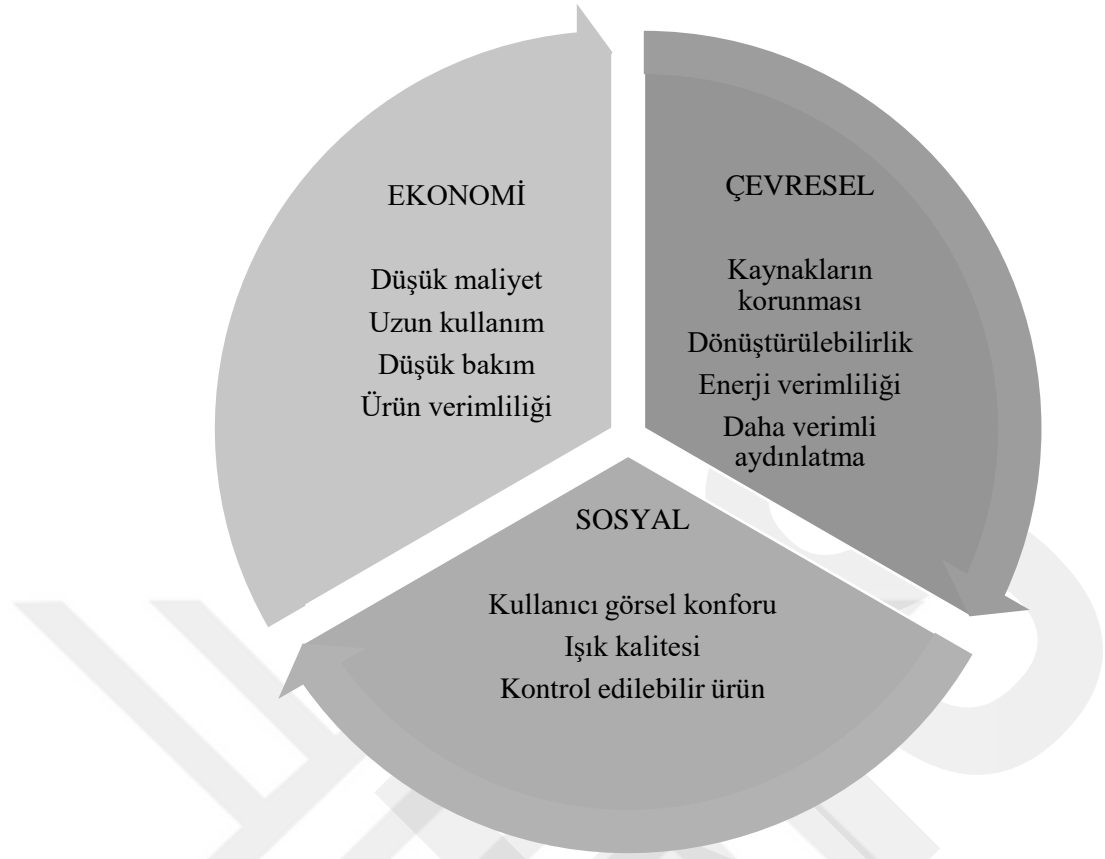 EKONOMİ
Düşük maliyet
Uzun kullanım
Düşük bakım
Ürün verimliliği
ÇEVRESEL
Kaynakların
korunması
Dönüştürülebilirlik
Enerji verimliliği
Daha verimli
aydınlatma
SOSYAL
Kullanıcı görsel konforu
Işık kalitesi
Kontrol edilebilir ürün